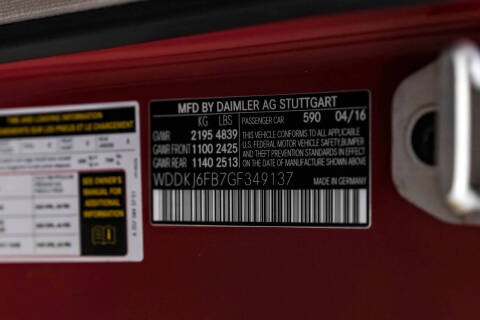 TIRE AND LOADING INFORMATION
SEE OWNER'S
MANUAL FOR
ADDITIONAL
INFORMATION
MFD BY DAIMLER AG STUTTGART
KG LBS PASSENGER CAR 590 04/16
GVWR 2195 4839
GAWR FRONT 1100 2425
GAWR REAR 1140 2513
THIS VEHICLE CONFORMS TO ALL APPLICABLE
U.S. FEDERAL MOTOR VEHICLE SAFETY, BUMPER,
AND THEFT PREVENTION STANDARDS IN EFFECT
ON THE DATE OF MANUFACTURE SHOWN ABOVE.
WDDKJ6FB7GF349137 MADE IN GERMANY